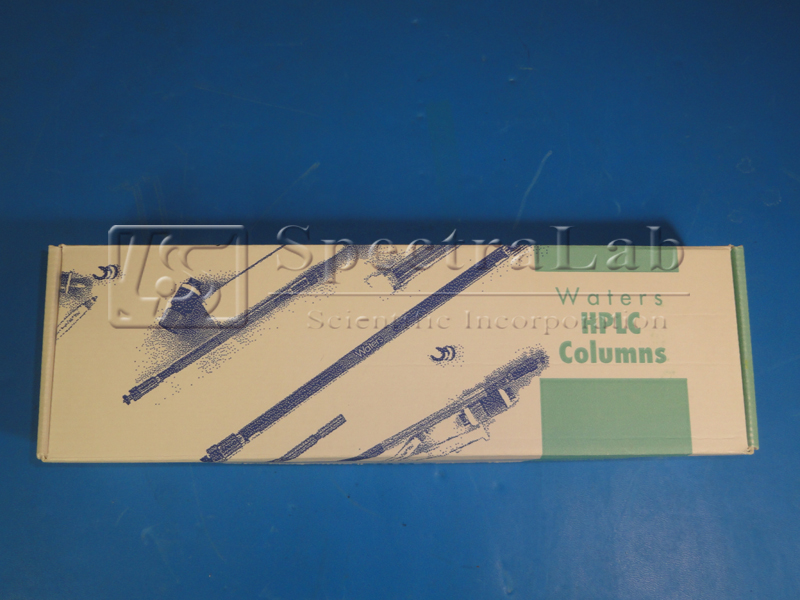 SpectraLab
Scientific Incorporation
Waters
HPLC
Columns
Waters